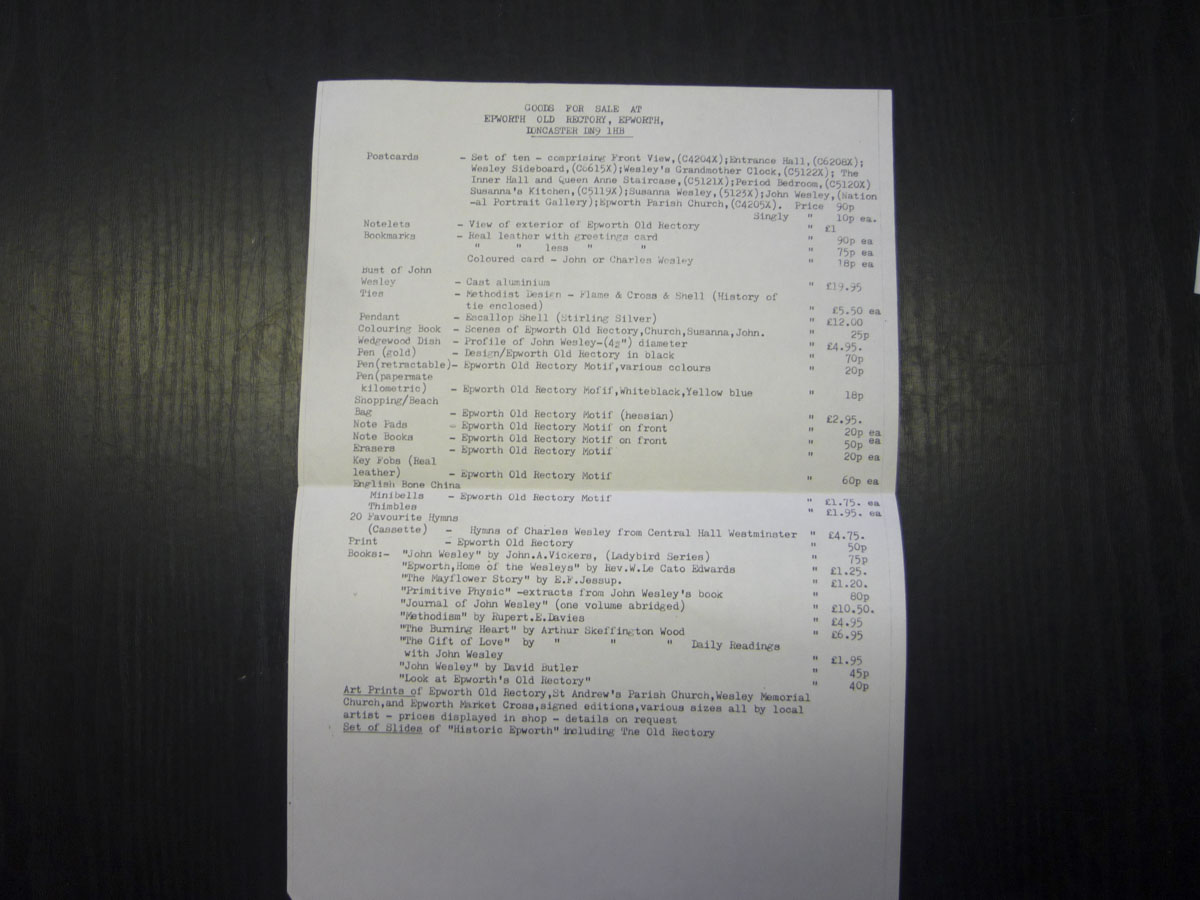 GOODS FOR SALE AT
EPWORTH OLD RECTORY, EPWORTH,
DONCASTER DN9 1HB
Postcards - Set of ten - comprising Front View,(C4204X);Entrance Hall,(C6208X);
Wesley Sideboard,(C6615X);Wesley's Grandmother Clock,(C5122X); The
Inner Hall and Queen Anne Staircase,(C5121X);Period Bedroom,(C5120X)
Susanna's Kitchen,(C5119X);Susanna Wesley,(5123X);John Wesley,(Nation
-al Portrait Gallery);Epworth Parish Church,(C4205X). Price 90p
Singly " 10p ea.
Notelets - View of exterior of Epworth Old Rectory " £1
Bookmarks - Real leather with greetings card " 90p ea
" " less " " " 75p ea
Coloured card - John or Charles Wesley " 18p ea
Bust of John
Wesley - Cast aluminium " £19.95
Ties - Methodist Design - Flame & Cross & Shell (History of
tie enclosed) " £5.50 ea
Pendant - Escallop Shell (Stirling Silver) " £12.00
Colouring Book - Scenes of Epworth Old Rectory,Church,Susanna,John. " 25p
Wedgewood Dish - Profile of John Wesley-(4½") diameter " £4.95.
Pen (gold) - Design/Epworth Old Rectory in black " 70p
Pen(retractable)- Epworth Old Rectory Motif,various colours " 20p
Pen(papermate
kilometric) - Epworth Old Rectory Mofif,Whiteblack,Yellow blue " 18p
Shopping/Beach
Bag - Epworth Old Rectory Motif (hessian) " £2.95.
Note Pads - Epworth Old Rectory Motif on front " 20p ea
Note Books - Epworth Old Rectory Motif on front " 50p ea
Erasers - Epworth Old Rectory Motif " 20p ea
Key Fobs (Real
leather) - Epworth Old Rectory Motif " 60p ea
English Bone China
Minibells - Epworth Old Rectory Motif " £1.75. ea
Thimbles " £1.95. ea
20 Favourite Hymns
(Cassette) - Hymns of Charles Wesley from Central Hall Westminster " £4.75.
Print - Epworth Old Rectory " 50p
Books:- "John Wesley" by John.A.Vickers, (Ladybird Series) " 75p
"Epworth,Home of the Wesleys" by Rev.W.Le Cato Edwards " £1.25.
"The Mayflower Story" by E.F.Jessup. " £1.20.
"Primitive Physic" -extracts from John Wesley's book " 80p
"Journal of John Wesley" (one volume abridged) " £10.50.
"Methodism" by Rupert.E.Davies " £4.95
"The Burning Heart" by Arthur Skeffington Wood " £6.95
"The Gift of Love" by " " " Daily Readings
with John Wesley " £1.95
"John Wesley" by David Butler " 45p
"Look at Epworth's Old Rectory" " 40p
Art Prints of Epworth Old Rectory,St Andrew's Parish Church,Wesley Memorial
Church,and Epworth Market Cross,signed editions,various sizes all by local
artist - prices displayed in shop - details on request
Set of Slides of "Historic Epworth" including The Old Rectory